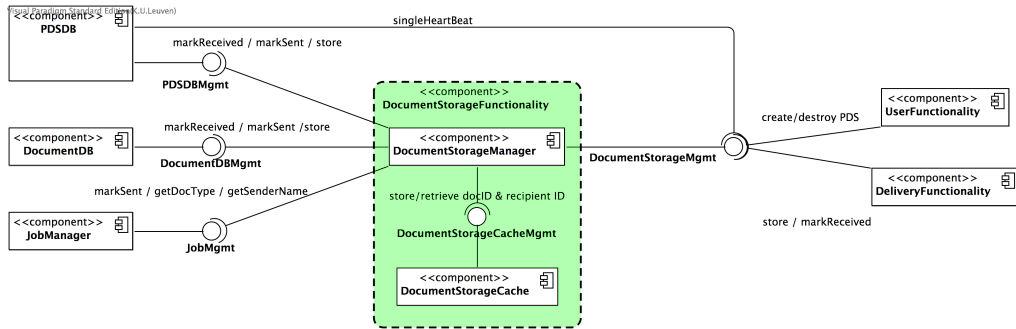 Visual Paradigm Standard Edition(K.U.Leuven)
<<component>>
PDSDB
singleHeartBeat
markReceived / markSent / store
PDSDBMgmt
<<component>>
DocumentStorageFunctionality
<<component>>
UserFunctionality
create/destroy PDS
<<component>>
DocumentDB
markReceived / markSent /store
DocumentDBMgmt
<<component>>
DocumentStorageManager
DocumentStorageMgmt
<<component>>
DeliveryFunctionality
store / markReceived
markSent / getDocType / getSenderName
<<component>>
JobManager
JobMgmt
store/retrieve docID & recipient ID
DocumentStorageCacheMgmt
<<component>>
DocumentStorageCache